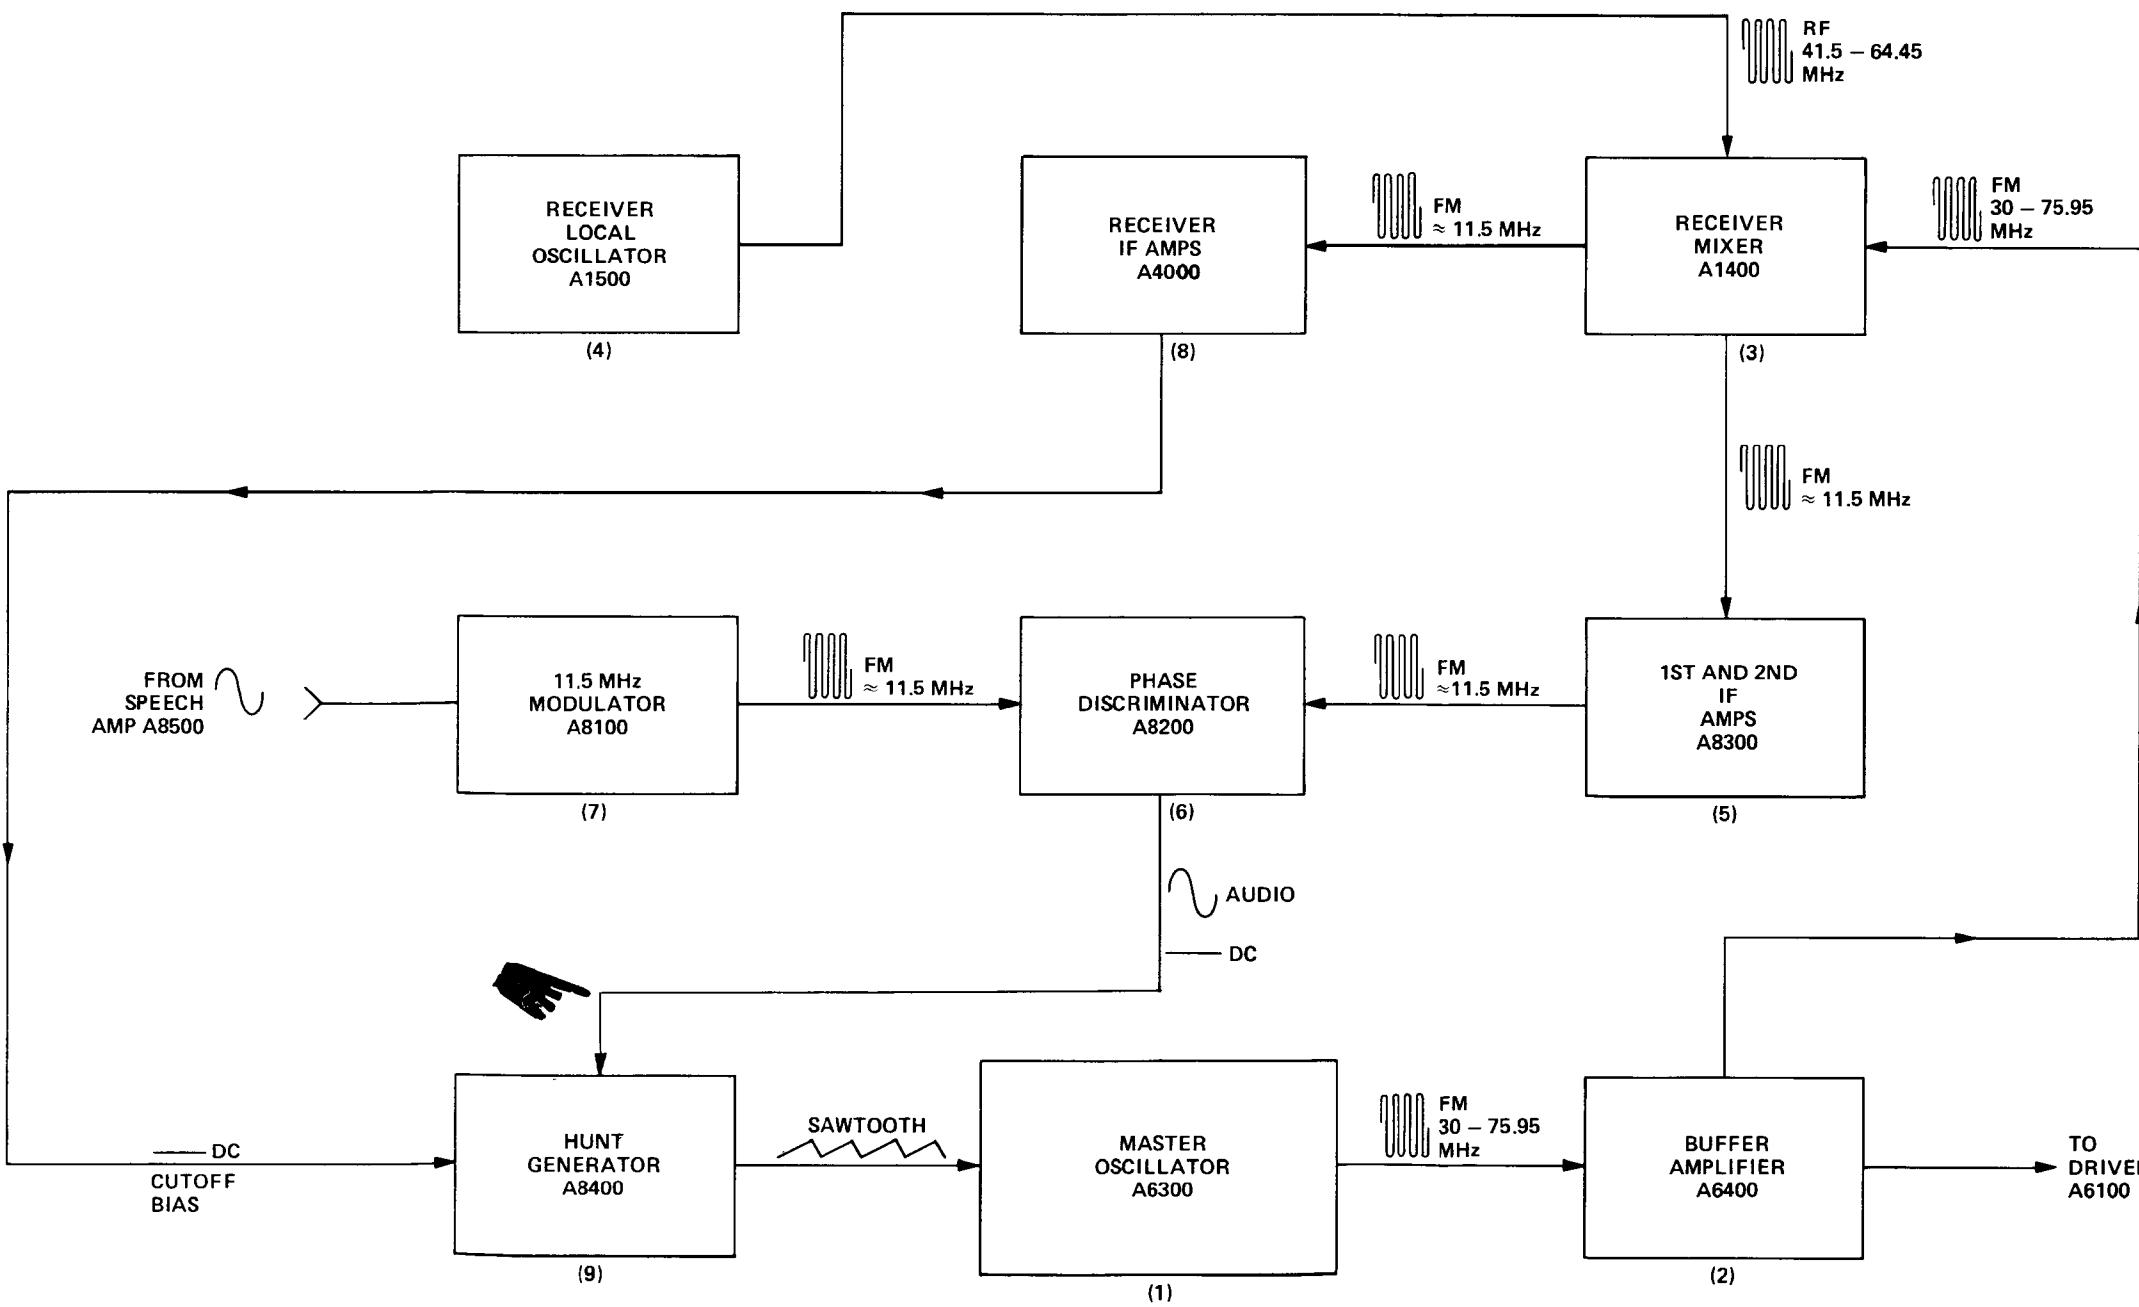 RF
41.5 – 64.45
MHz
RECEIVER
LOCAL
OSCILLATOR
A1500
(4)
RECEIVER
IF AMPS
A4000
(8)
FM
≈ 11.5 MHz
RECEIVER
MIXER
A1400
(3)
FM
30 – 75.95
MHz
FM
≈ 11.5 MHz
FROM
SPEECH
AMP A8500
11.5 MHz
MODULATOR
A8100
(7)
FM
≈ 11.5 MHz
PHASE
DISCRIMINATOR
A8200
(6)
FM
≈11.5 MHz
1ST AND 2ND
IF
AMPS
A8300
(5)
AUDIO
DC
DC
CUTOFF
BIAS
HUNT
GENERATOR
A8400
(9)
SAWTOOTH
MASTER
OSCILLATOR
A6300
(1)
FM
30 – 75.95
MHz
BUFFER
AMPLIFIER
A6400
(2)
TO
A6100